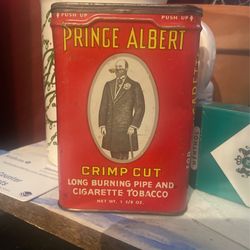 PUSH UP PUSH UP
PRINCE ALBERT
CRIMP CUT
LONG BURNING PIPE AND
CIGARETTE TOBACCO
NET WT. 1 1/8 OZ.